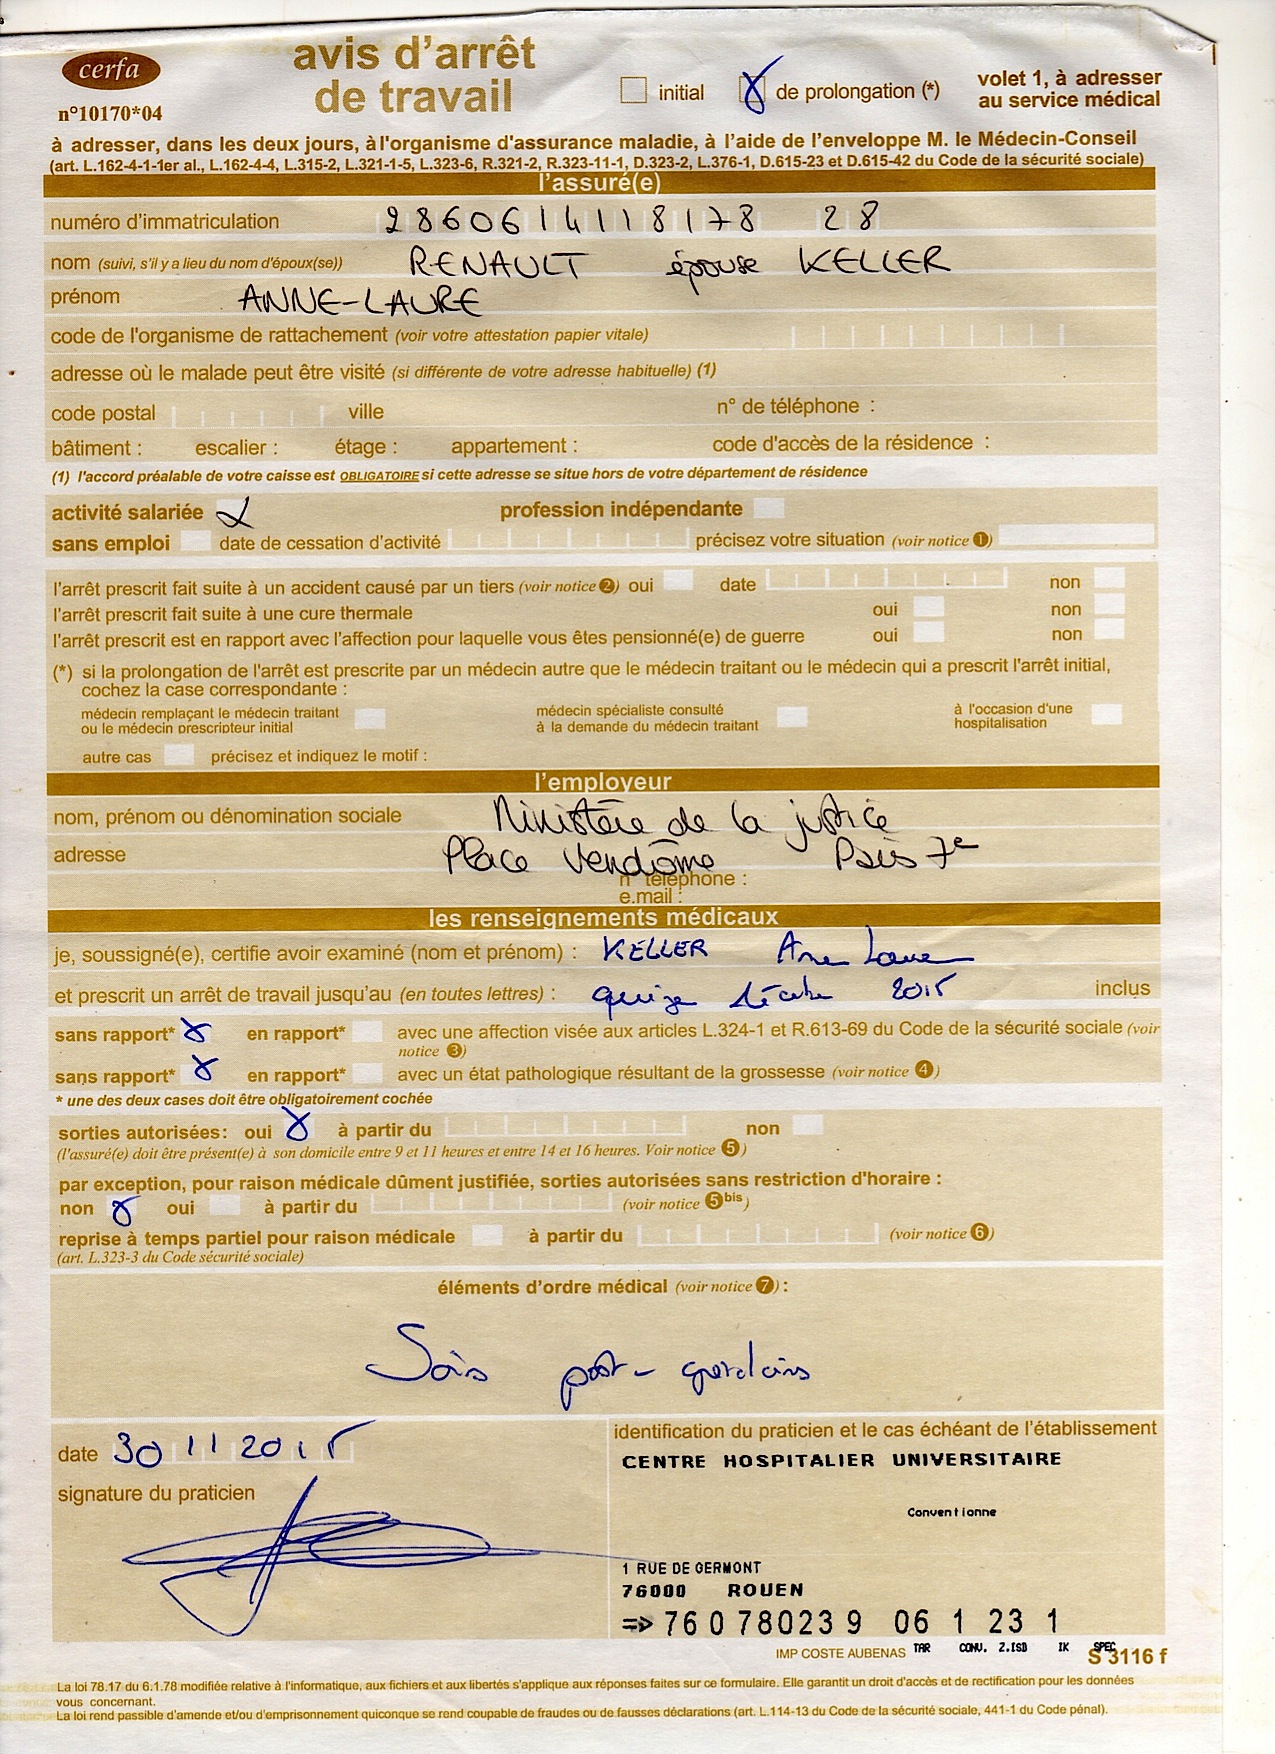 cerfa
n°10170*04
avis d'arrêt
de travail
initial
de prolongation (*)
volet 1, à adresser
au service médical
à adresser, dans les deux jours, à l'organisme d'assurance maladie, à l'aide de l'enveloppe M. le Médecin-Conseil
(art. L.162-4-1-1er al., L.162-4-4, L.315-2, L.321-1-5, L.323-6, R.321-2, R.323-11-1, D.323-2, L.376-1, D.615-23 et D.615-42 du Code de la sécurité sociale)
l'assuré(e)
numéro d'immatriculation 2860614118178 28
nom (suivi, s'il y a lieu du nom d'époux(se)) RENAULT épouse KELLER
prénom ANNE-LAURE
code de l'organisme de rattachement (voir votre attestation papier vitale)
adresse où le malade peut être visité (si différente de votre adresse habituelle) (1)
code postal ville n° de téléphone :
bâtiment : escalier : étage : appartement : code d'accès de la résidence :
(1) l'accord préalable de votre caisse est OBLIGATOIRE si cette adresse se situe hors de votre département de résidence
activité salariée profession indépendante
sans emploi date de cessation d'activité précisez votre situation (voir notice 1)
l'arrêt prescrit fait suite à un accident causé par un tiers (voir notice 2) oui date non
l'arrêt prescrit fait suite à une cure thermale oui non
l'arrêt prescrit est en rapport avec l'affection pour laquelle vous êtes pensionné(e) de guerre oui non
(*) si la prolongation de l'arrêt est prescrite par un médecin autre que le médecin traitant ou le médecin qui a prescrit l'arrêt initial,
cochez la case correspondante :
médecin remplaçant le médecin traitant
ou le médecin prescripteur initial
médecin spécialiste consulté
à la demande du médecin traitant
à l'occasion d'une
hospitalisation
autre cas précisez et indiquez le motif :
l'employeur
nom, prénom ou dénomination sociale Ministère de la justice
adresse Place Vendôme Paris 7e
n° téléphone :
e.mail :
les renseignements médicaux
je, soussigné(e), certifie avoir examiné (nom et prénom) : KELLER Anne Laure
et prescrit un arrêt de travail jusqu'au (en toutes lettres) : quinze décembre 2015 inclus
sans rapport* en rapport* avec une affection visée aux articles L.324-1 et R.613-69 du Code de la sécurité sociale (voir
notice 3)
sans rapport* en rapport* avec un état pathologique résultant de la grossesse (voir notice 4)
* une des deux cases doit être obligatoirement cochée
sorties autorisées: oui à partir du non
(l'assuré(e) doit être présent(e) à son domicile entre 9 et 11 heures et entre 14 et 16 heures. Voir notice 5)
par exception, pour raison médicale dûment justifiée, sorties autorisées sans restriction d'horaire :
non oui à partir du (voir notice 5bis)
reprise à temps partiel pour raison médicale à partir du (voir notice 6)
(art. L.323-3 du Code sécurité sociale)
éléments d'ordre médical (voir notice 7) :
Soins post-
date 30 11 2015
signature du praticien
identification du praticien et le cas échéant de l'établissement
CENTRE HOSPITALIER UNIVERSITAIRE
Conventionne
1 RUE DE GERMONT
76000 ROUEN
=> 76 0 780239 06 1 23 1
IMP COSTE AUBENAS TAR CONV. Z.ISD IK SPEC
S 3116 f
La loi 78.17 du 6.1.78 modifiée relative à l'informatique, aux fichiers et aux libertés s'applique aux réponses faites sur ce formulaire. Elle garantit un droit d'accès et de rectification pour les données
vous concernant.
La loi rend passible d'amende et/ou d'emprisonnement quiconque se rend coupable de fraudes ou de fausses déclarations (art. L.114-13 du Code de la sécurité sociale, 441-1 du Code pénal).